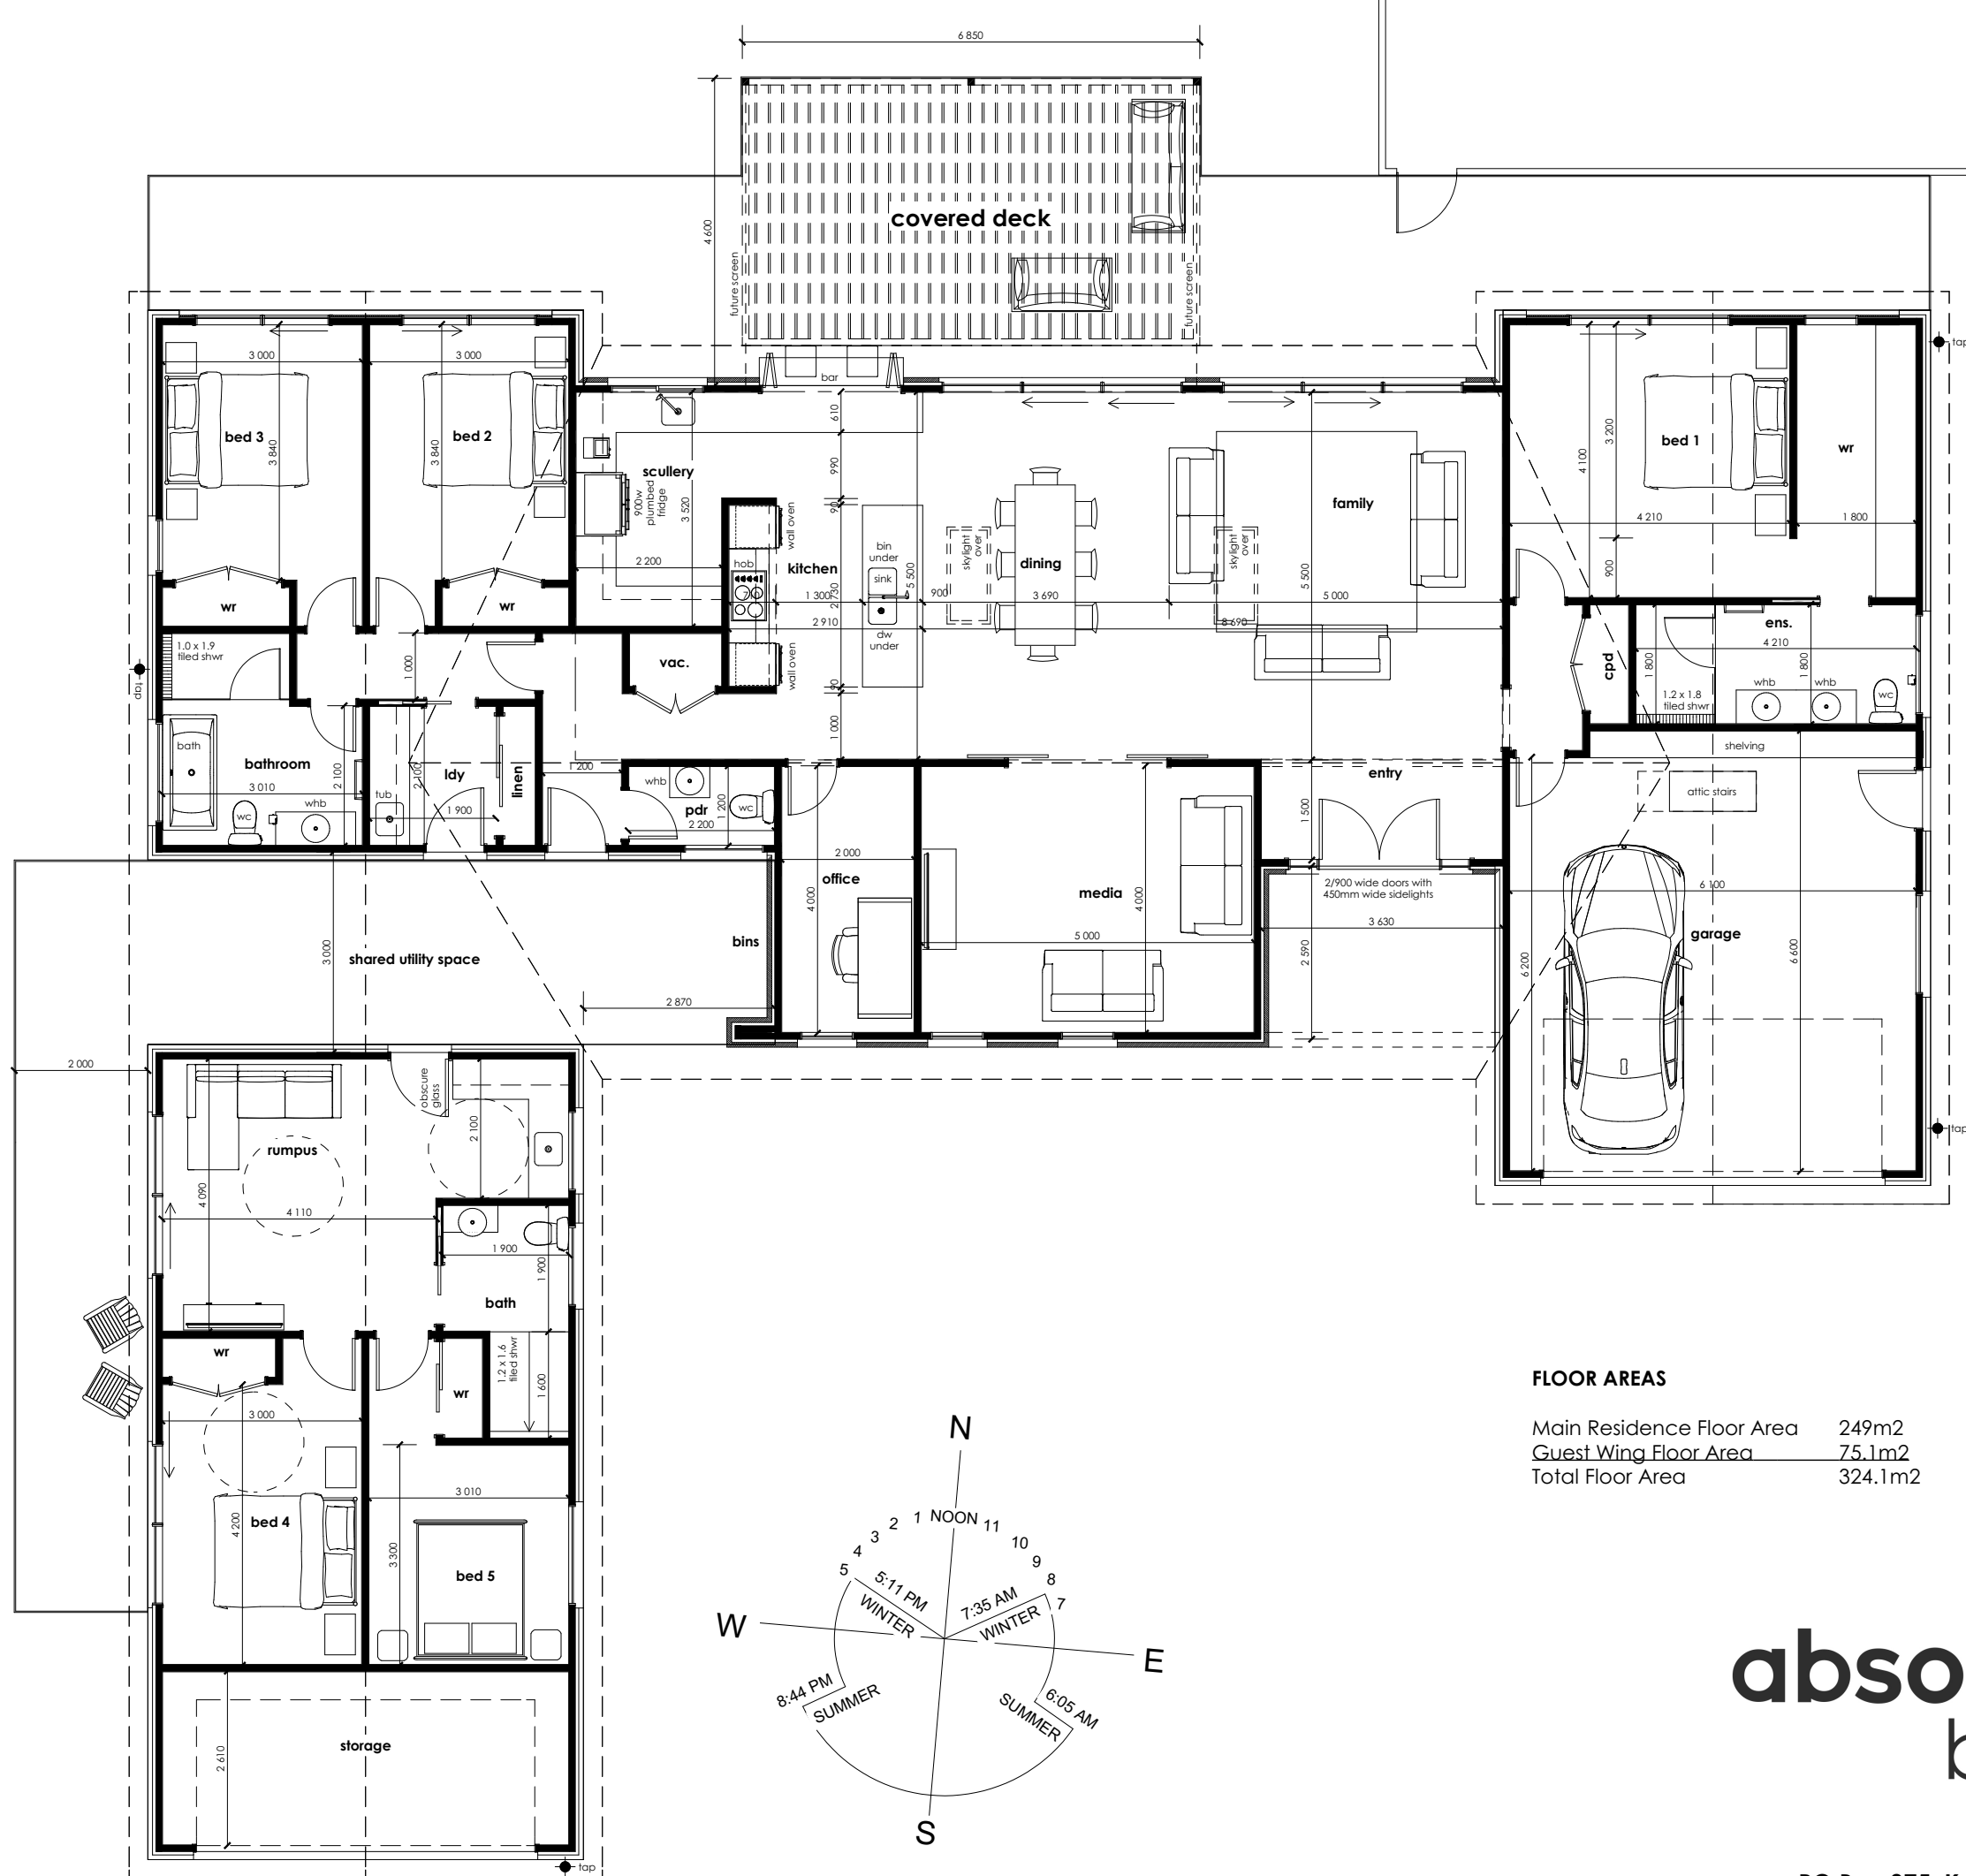 6 850
covered deck
4 600
future screen
future screen
bar
tap
3 000
3 000
bed 3
bed 2
3 840
3 840
scullery
900w
plumbed
fridge
3 520
2 200
610
990
90
wall oven
hob
kitchen
bin
under
sink
dw
under
5 500
2 730
710
1 300
900
2 910
90
wall oven
1 000
skylight
over
dining
3 690
skylight
over
family
5 500
5 000
8 690
bed 1
wr
4 100
3 200
900
4 210
1 800
wr
wr
1.0 x 1.9
tiled shwr
1 000
vac.
tap
ens.
4 210
cpd
1 800
1 800
1.2 x 1.8
tiled shwr
whb
whb
wc
bath
bathroom
2 100
3 010
wc
whb
ldy
2 100
tub
1 900
linen
1 200
whb
pdr
wc
1 200
2 200
entry
1 500
shelving
attic stairs
2 000
office
4 000
media
4 000
5 000
2/900 wide doors with
450mm wide sidelights
3 630
2 590
6 100
garage
6 200
6 600
tap
3 000
shared utility space
bins
2 870
2 000
obscure
glass
rumpus
2 100
4 090
4 110
1 900
1 900
bath
wr
1.2 x 1.6
tiled shwr
1 600
wr
3 000
4 200
bed 4
3 010
3 300
bed 5
storage
2 610
tap
N
1 NOON 11
2
3
4
5
10
9
8
7
5:11 PM
WINTER
7:35 AM
WINTER
W
E
8:44 PM
SUMMER
6:05 AM
SUMMER
S
FLOOR AREAS
Main Residence Floor Area 249m2
Guest Wing Floor Area 75.1m2
Total Floor Area 324.1m2
abso
b